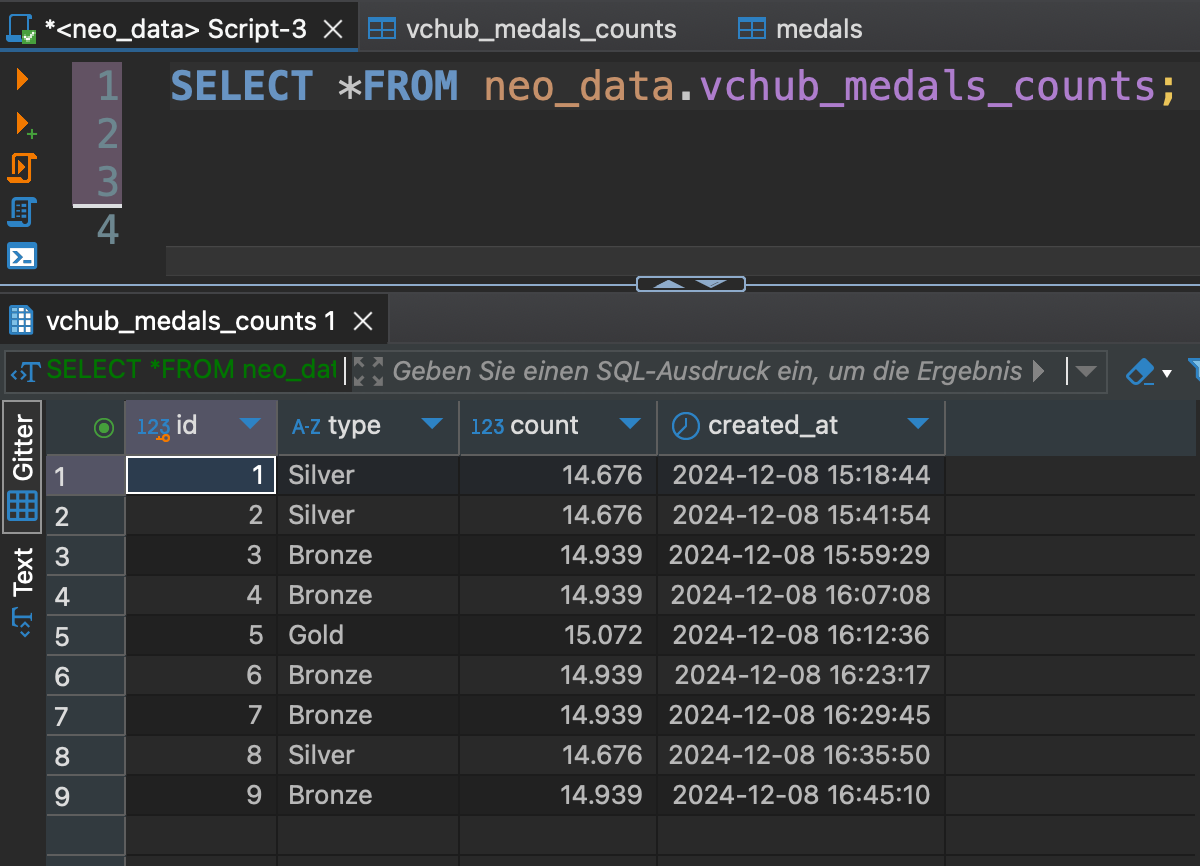 *<neo_data> Script-3 vchub_medals_counts medals
1 SELECT *FROM neo_data.vchub_medals_counts;
2
3
4
vchub_medals_counts 1
SELECT *FROM neo_dat Geben Sie einen SQL-Ausdruck ein, um die Ergebnis
Gitter
Text
123 id A-Z type 123 count created_at
1 1 Silver 14.676 2024-12-08 15:18:44
2 2 Silver 14.676 2024-12-08 15:41:54
3 3 Bronze 14.939 2024-12-08 15:59:29
4 4 Bronze 14.939 2024-12-08 16:07:08
5 5 Gold 15.072 2024-12-08 16:12:36
6 6 Bronze 14.939 2024-12-08 16:23:17
7 7 Bronze 14.939 2024-12-08 16:29:45
8 8 Silver 14.676 2024-12-08 16:35:50
9 9 Bronze 14.939 2024-12-08 16:45:10